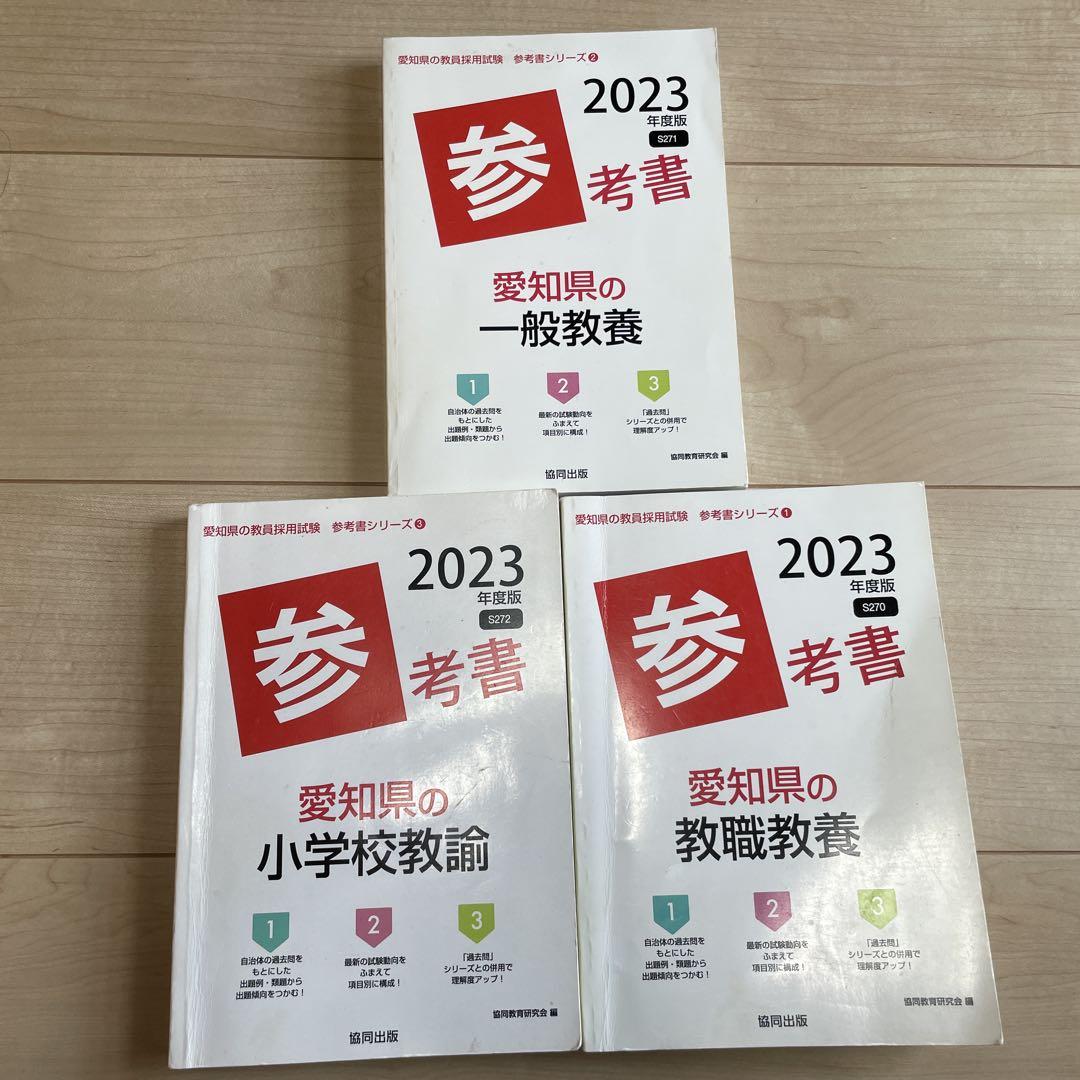 愛知県の教員採用試験 参考書シリーズ❷
2023
年度版
S271
参
考書
愛知県の
一般教養
1
自治体の過去問を
もとにした
出題例・類題から
出題傾向をつかむ!
2
最新の試験動向を
ふまえて
項目別に構成!
3
「過去問」
シリーズとの併用で
理解度アップ!
協同教育研究会 編
協同出版
愛知県の教員採用試験 参考書シリーズ❸
2023
年度版
S272
参
考書
愛知県の
小学校教諭
1
自治体の過去問を
もとにした
出題例・類題から
出題傾向をつかむ!
2
最新の試験動向を
ふまえて
項目別に構成!
3
「過去問」
シリーズとの併用で
理解度アップ!
協同教育研究会 編
協同出版
愛知県の教員採用試験 参考書シリーズ❶
2023
年度版
S270
参
考書
愛知県の
教職教養
1
自治体の過去問を
もとにした
出題例・類題から
出題傾向をつかむ!
2
最新の試験動向を
ふまえて
項目別に構成!
3
「過去問」
シリーズとの併用で
理解度アップ!
協同教育研究会 編
協同出版